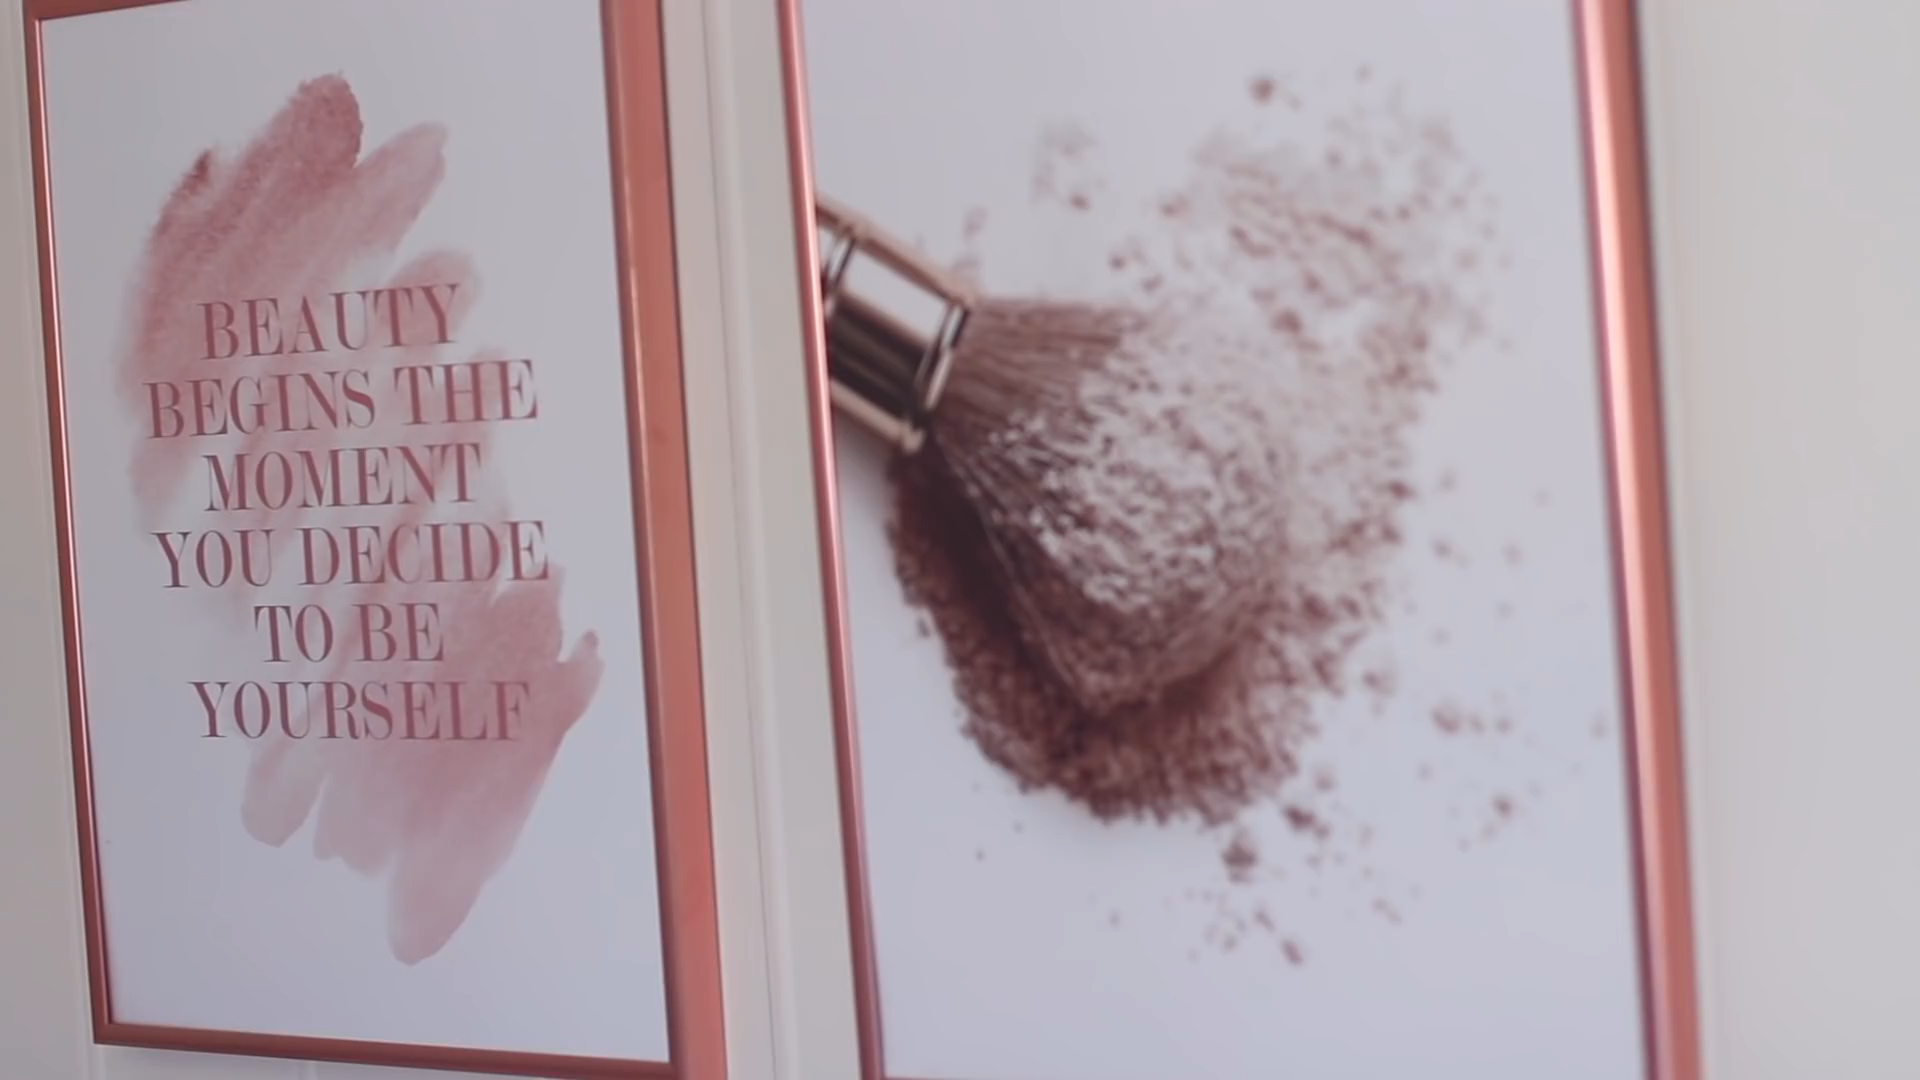 BEAUTY
BEGINS THE
MOMENT
YOU DECIDE
TO BE
YOURSELF